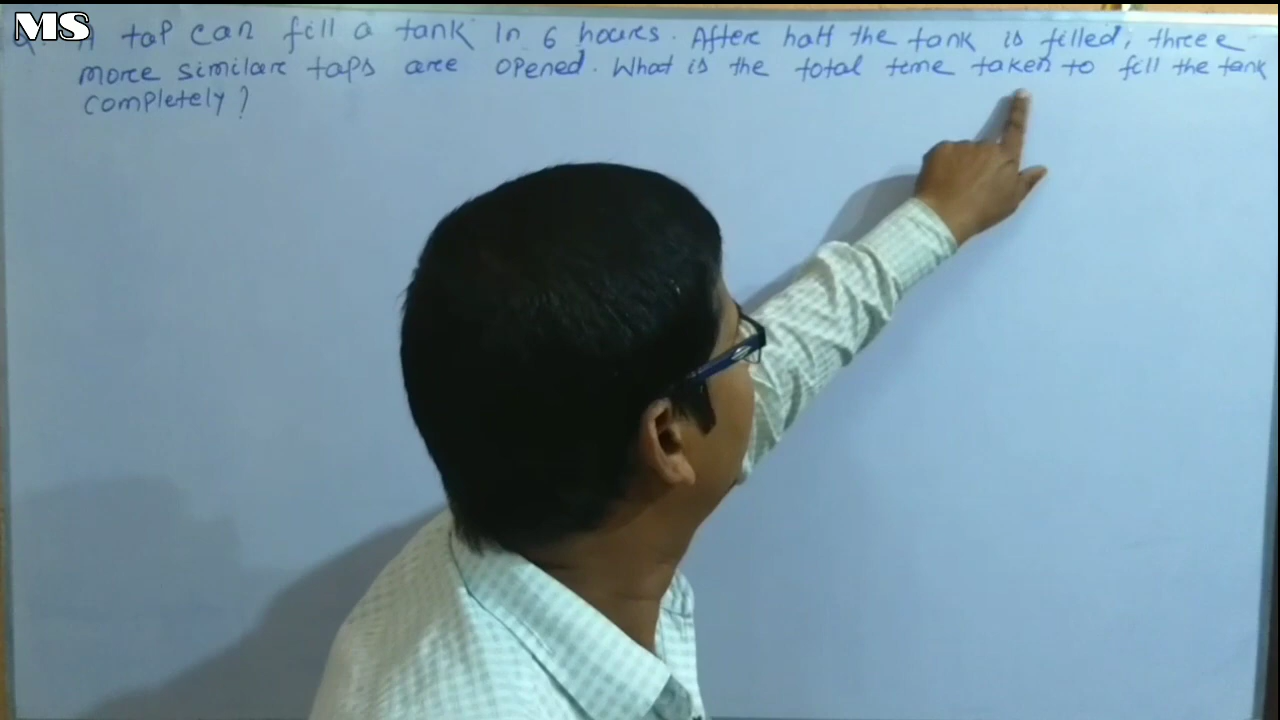 MS
A tap can fill a tank in 6 hours. After half the tank is filled, three
more similar taps are opened. What is the total time taken to fill the tank
completely?